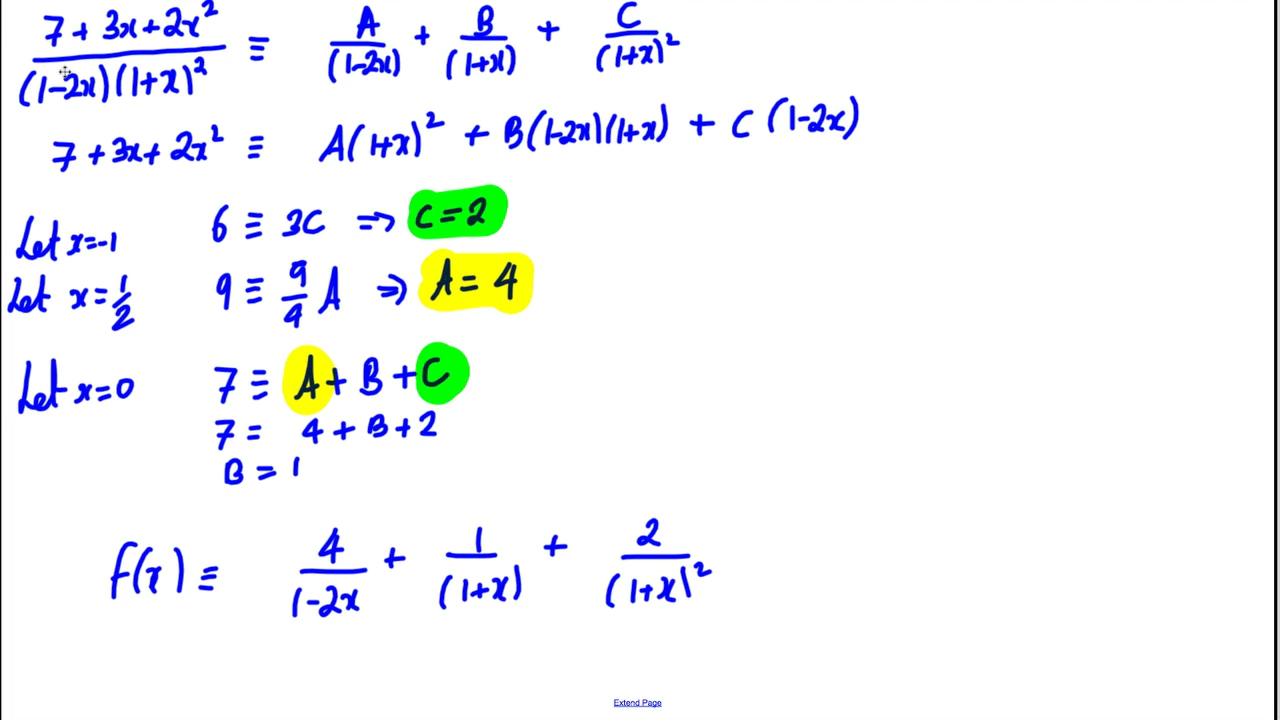 7 + 3x + 2x² / (1-2x)(1+x)² ≡ A/(1-2x) + B/(1+x) + C/(1+x)²
7 + 3x + 2x² ≡ A(1+x)² + B(1-2x)(1+x) + C(1-2x)
Let x=-1 6 ≡ 3C ⇒ C=2
Let x=1/2 9 ≡ 9/4 A ⇒ A=4
Let x=0 7 ≡ A + B + C
7 = 4 + B + 2
B = 1
f(x) ≡ 4/1-2x + 1/(1+x) + 2/(1+x)²
Extend Page